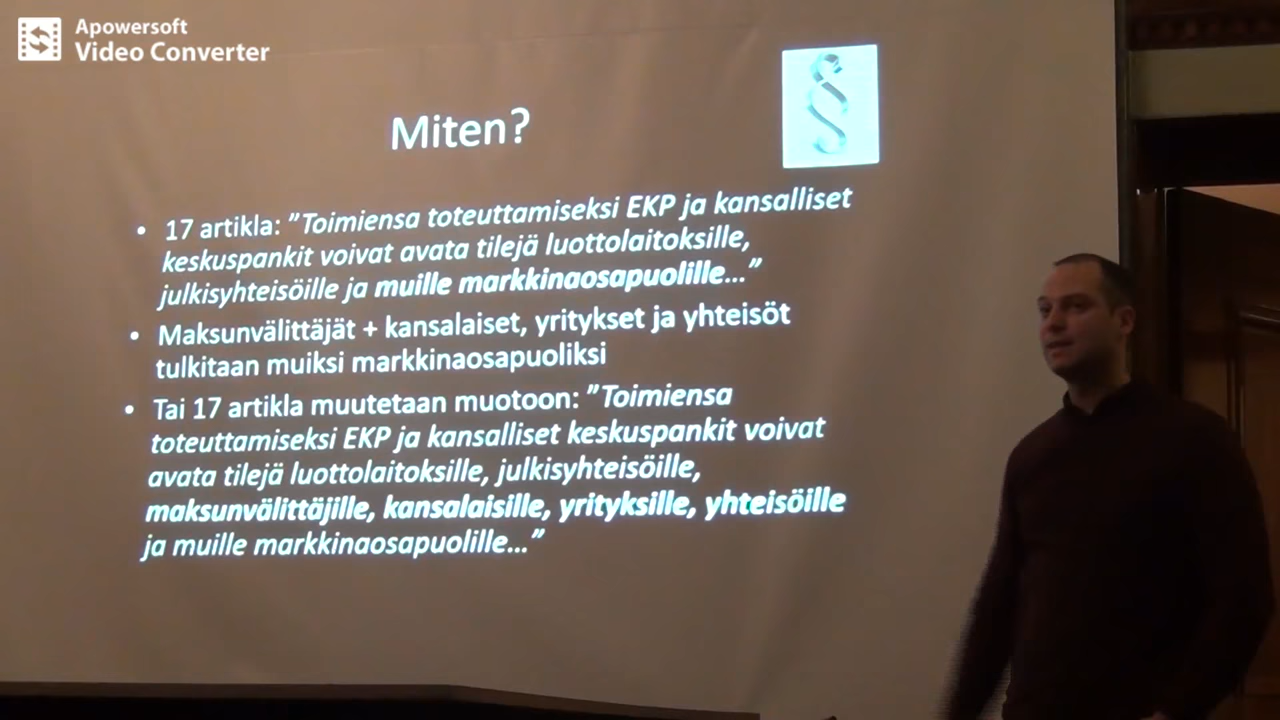 Apowersoft
Video Converter
Miten?
• 17 artikla: ”Toimiensa toteuttamiseksi EKP ja kansalliset
keskuspankit voivat avata tilejä luottolaitoksille,
julkisyhteisöille ja muille markkinaosapuolille…”
• Maksunvälittäjät + kansalaiset, yritykset ja yhteisöt
tulkitaan muiksi markkinaosapuoliksi
• Tai 17 artikla muutetaan muotoon: ”Toimiensa
toteuttamiseksi EKP ja kansalliset keskuspankit voivat
avata tilejä luottolaitoksille, julkisyhteisöille,
maksunvälittäjille, kansalaisille, yrityksille, yhteisöille
ja muille markkinaosapuolille…”